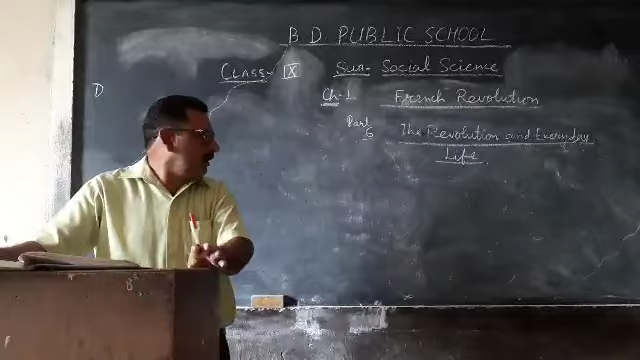 B D. PUBLIC SCHOOL
CLASS- IX Sub- Social Science
D
Ch-1 French Revolution
Part 6 The Revolution and Everyday
Life.